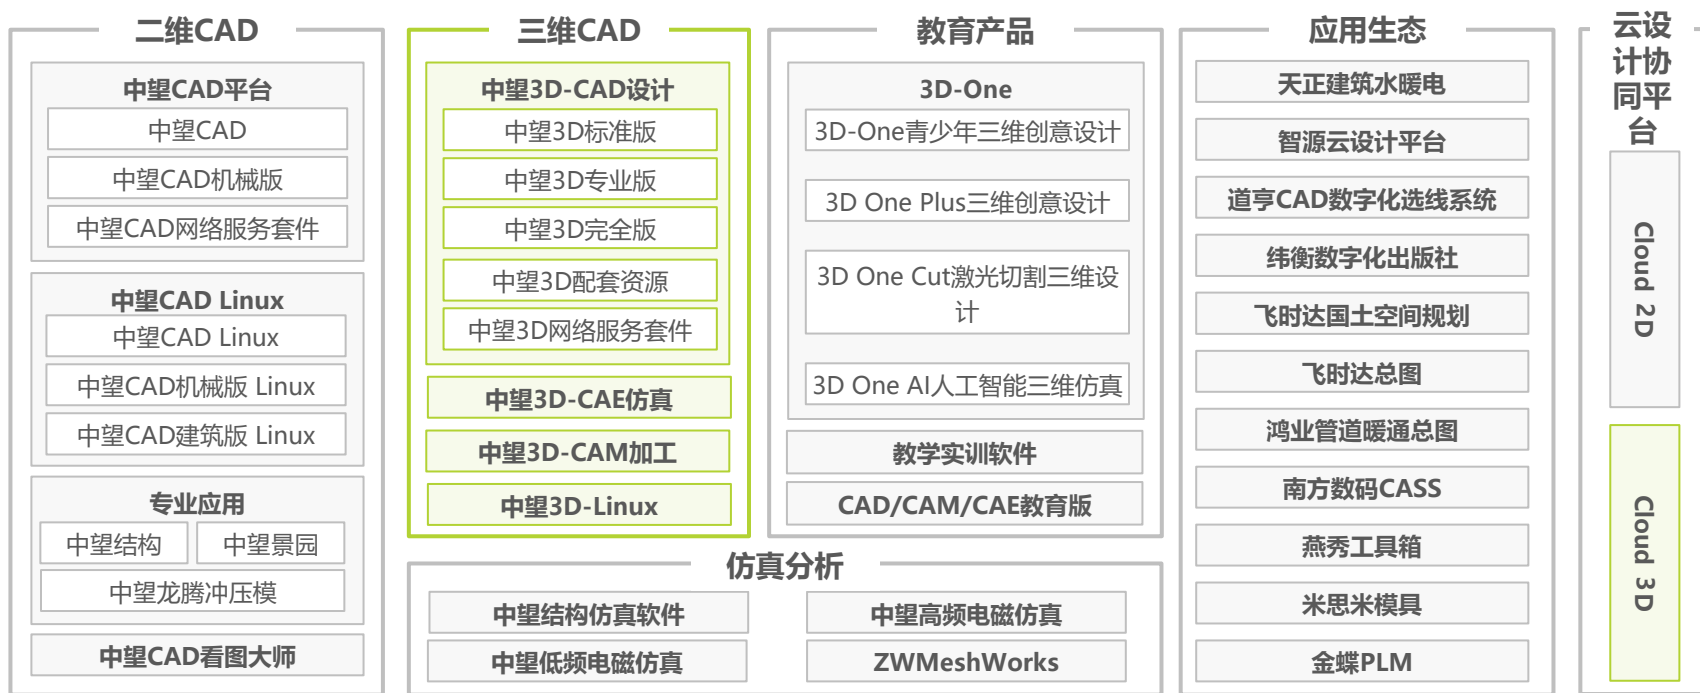 二维CAD
中望CAD平台
中望CAD
中望CAD机械版
中望CAD网络服务套件
中望CAD Linux
中望CAD Linux
中望CAD机械版 Linux
中望CAD建筑版 Linux
专业应用
中望结构
中望景园
中望龙腾冲压模
中望CAD看图大师
三维CAD
中望3D-CAD设计
中望3D标准版
中望3D专业版
中望3D完全版
中望3D配套资源
中望3D网络服务套件
中望3D-CAE仿真
中望3D-CAM加工
中望3D-Linux
教育产品
3D-One
3D-One青少年三维创意设计
3D One Plus三维创意设计
3D One Cut激光切割三维设
计
3D One AI人工智能三维仿真
教学实训软件
CAD/CAM/CAE教育版
仿真分析
中望结构仿真软件
中望高频电磁仿真
中望低频电磁仿真
ZWMeshWorks
应用生态
天正建筑水暖电
智源云设计平台
道亨CAD数字化选线系统
纬衡数字化出版社
飞时达国土空间规划
飞时达总图
鸿业管道暖通总图
南方数码CASS
燕秀工具箱
米思米模具
金蝶PLM
云设
计协
同平
台
Cloud 2D
Cloud 3D